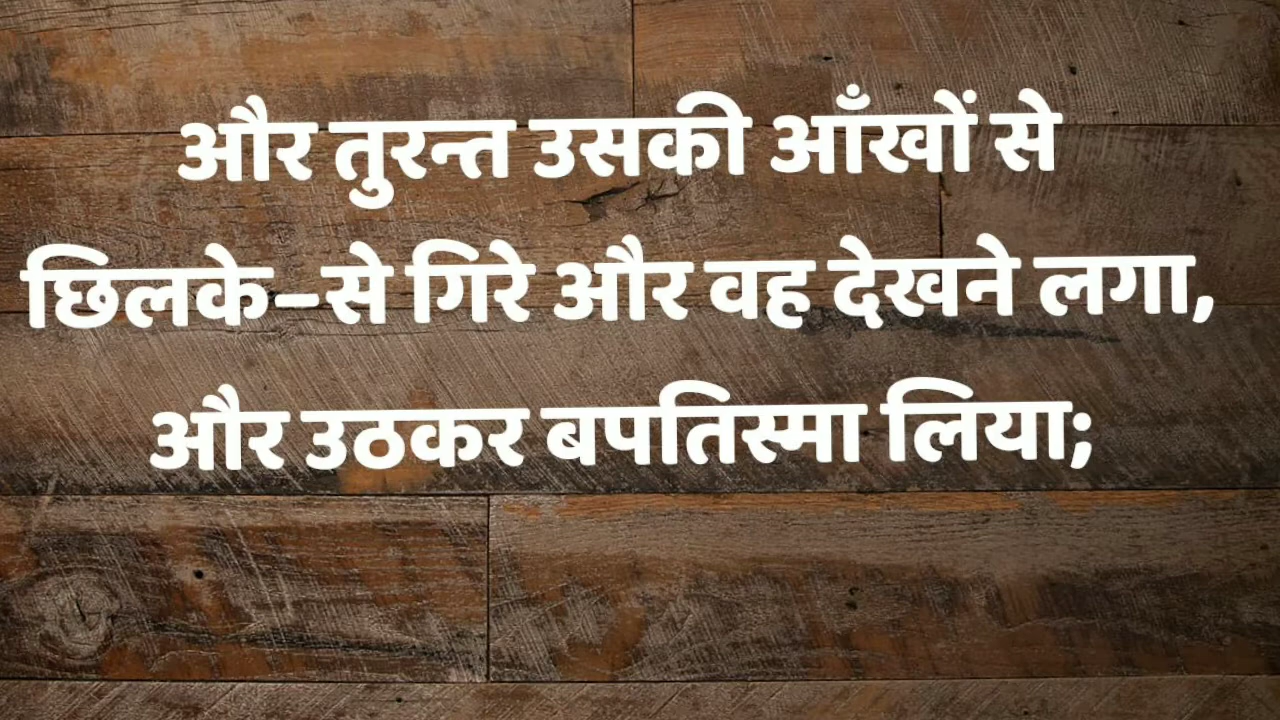 और तुरन्त उसकी आँखों से
छिलके-से गिरे और वह देखने लगा,
और उठकर बपतिस्मा लिया;